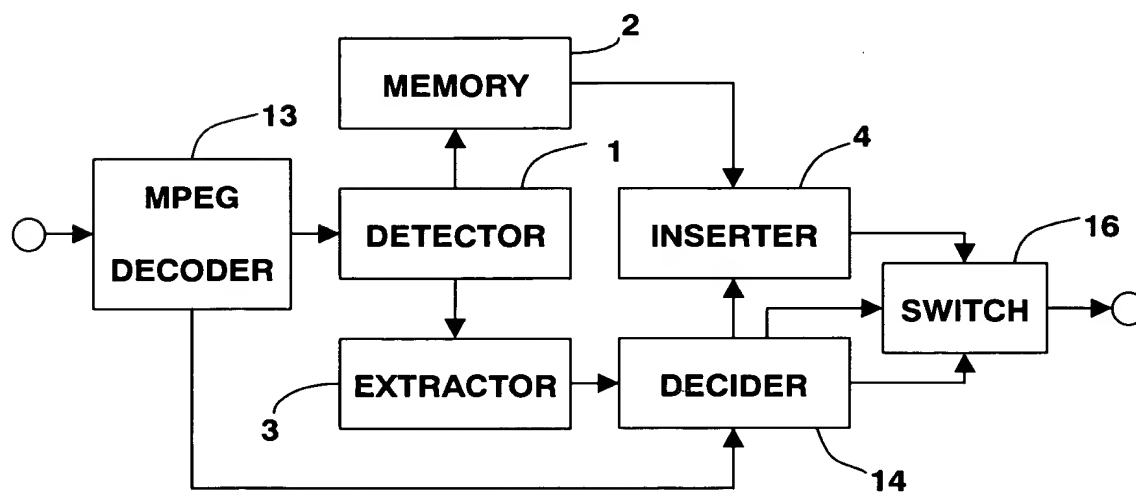 2
MEMORY
13
1
4
MPEG
DECODER
DETECTOR
INSERTER
16
SWITCH
EXTRACTOR
DECIDER
3
14